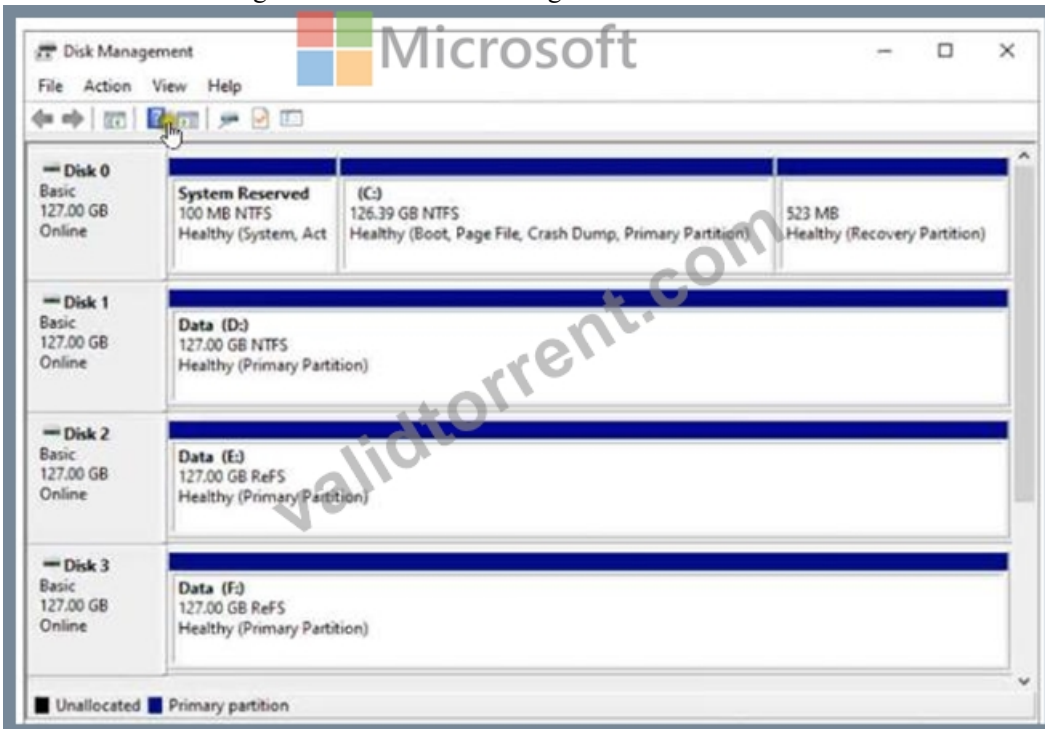 Microsoft
Disk Management
File Action View Help
Disk 0
Basic
127.00 GB
Online
System Reserved
100 MB NTFS
Healthy (System, Act
(C:)
126.39 GB NTFS
Healthy (Boot, Page File, Crash Dump, Primary Partition)
523 MB
Healthy (Recovery Partition)
Disk 1
Basic
127.00 GB
Online
Data (D:)
127.00 GB NTFS
Healthy (Primary Partition)
Disk 2
Basic
127.00 GB
Online
Data (E:)
127.00 GB ReFS
Healthy (Primary Partition)
Disk 3
Basic
127.00 GB
Online
Data (F:)
127.00 GB ReFS
Healthy (Primary Partition)
Unallocated Primary partition
validtorrent.com